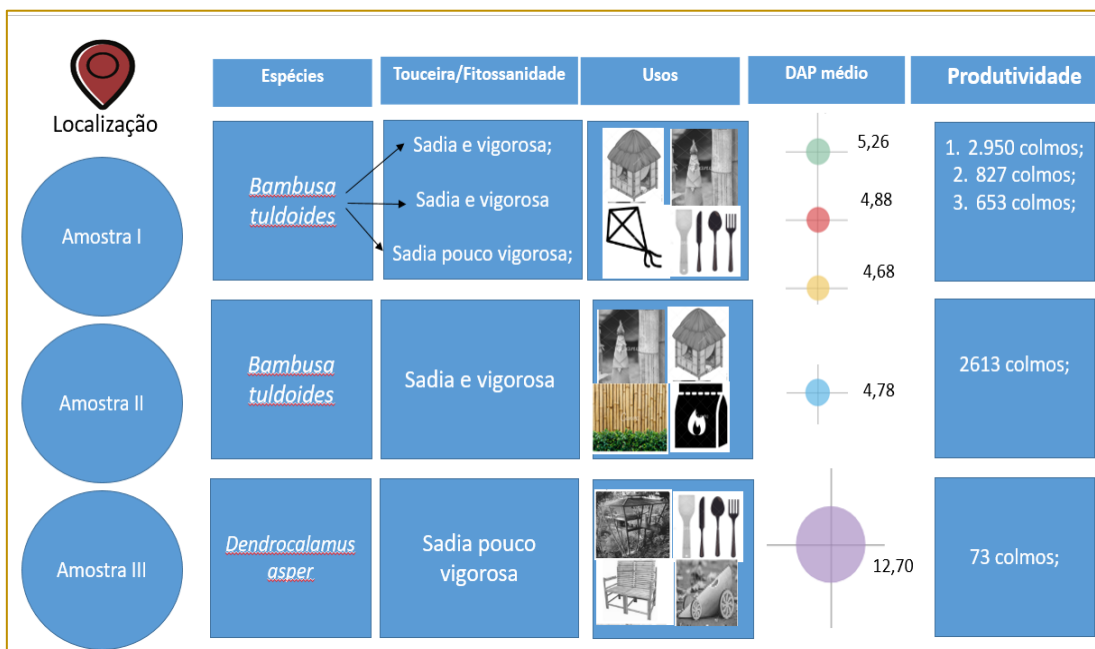 Localização
Espécies
Touceira/Fitossanidade
Usos
DAP médio
Produtividade
Amostra I
Bambusa
tuldoides
Sadia e vigorosa;
Sadia e vigorosa
Sadia pouco vigorosa;
5,26
4,88
4,68
1. 2.950 colmos;
2. 827 colmos;
3. 653 colmos;
Amostra II
Bambusa
tuldoides
Sadia e vigorosa
4,78
2613 colmos;
Amostra III
Dendrocalamus
asper
Sadia pouco
vigorosa
12,70
73 colmos;